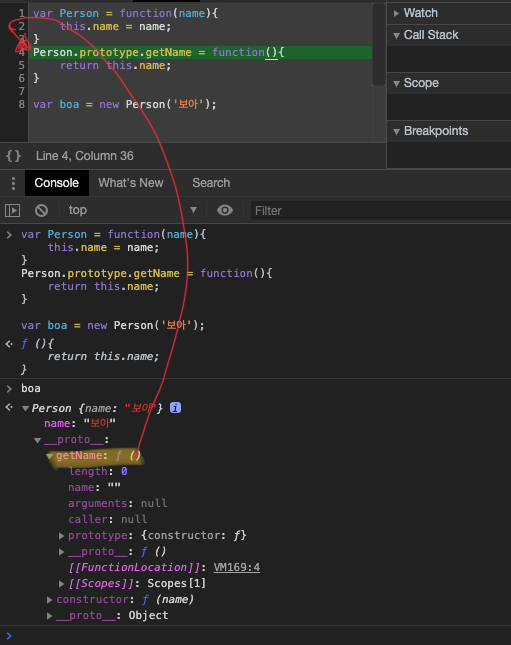 1 var Person = function(name){
2 this.name = name;
3 }
4 Person.prototype.getName = function(){
5 return this.name;
6 }
7
8 var boa = new Person('보아');
{} Line 4, Column 36
Watch
Call Stack
Scope
Breakpoints
Console What's New Search
top Filter
> var Person = function(name){
this.name = name;
}
Person.prototype.getName = function(){
return this.name;
}
var boa = new Person('보아');
ƒ (){
return this.name;
}
> boa
Person {name: "보아"} i
name: "보아"
__proto__:
getName: ƒ ()
length: 0
name: ""
arguments: null
caller: null
prototype: {constructor: ƒ}
__proto__: ƒ ()
[[FunctionLocation]]: VM169:4
[[Scopes]]: Scopes[1]
constructor: ƒ (name)
__proto__: Object
>